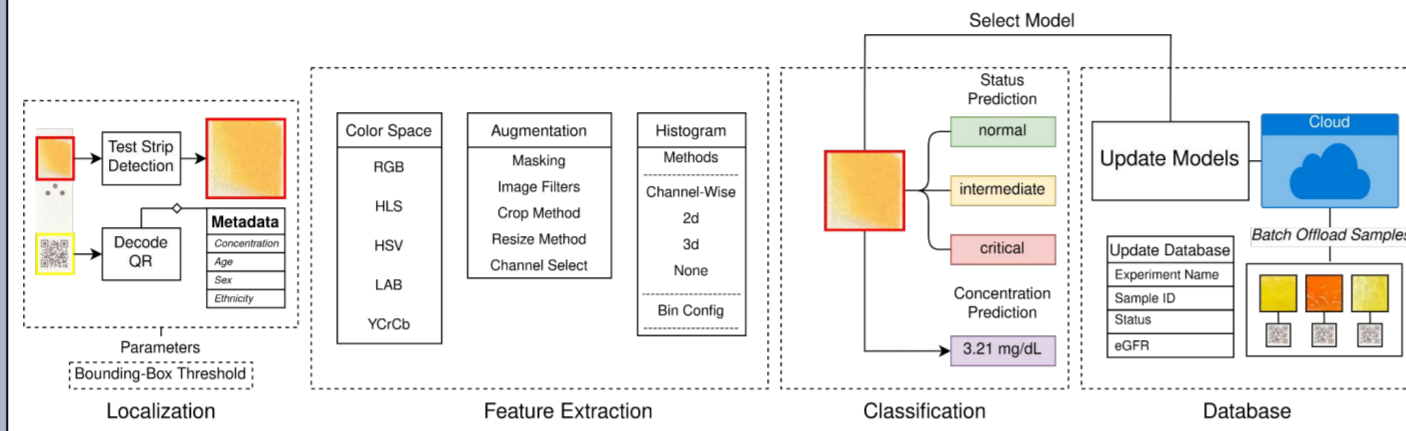 Select Model
Test Strip
Detection
Decode
QR
Metadata
Concentration
Age
Sex
Ethnicity
Parameters
Bounding-Box Threshold
Localization
Color Space
RGB
HLS
HSV
LAB
YCrCb
Augmentation
Masking
Image Filters
Crop Method
Resize Method
Channel Select
Histogram
Methods
Channel-Wise
2d
3d
None
Bin Config
Feature Extraction
Status
Prediction
normal
intermediate
critical
Concentration
Prediction
3.21 mg/dL
Classification
Update Models
Cloud
Batch Offload Samples
Update Database
Experiment Name
Sample ID
Status
eGFR
Database